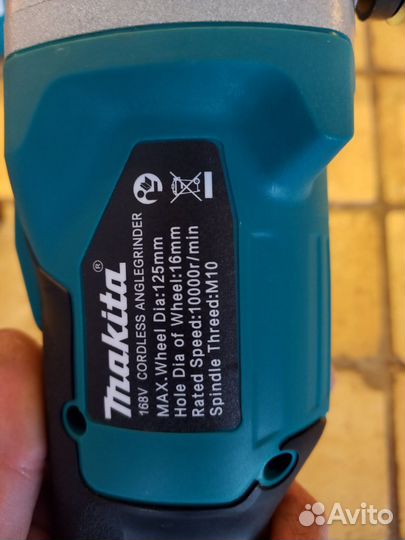 makita®
168V CORDLESS ANGLEGRINDER
MAX.Wheel Dia:125mm
Hole Dia of Wheel:16mm
Rated Speed:10000r/min
Spindle Threed:M10
Avito